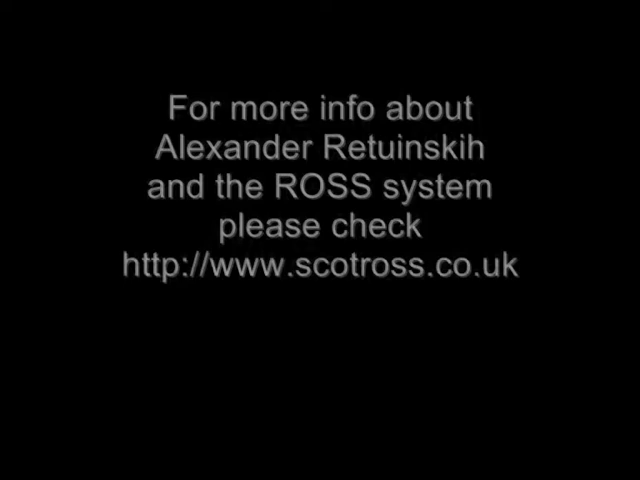 For more info about
Alexander Retuinskih
and the ROSS system
please check
http://www.scotross.co.uk